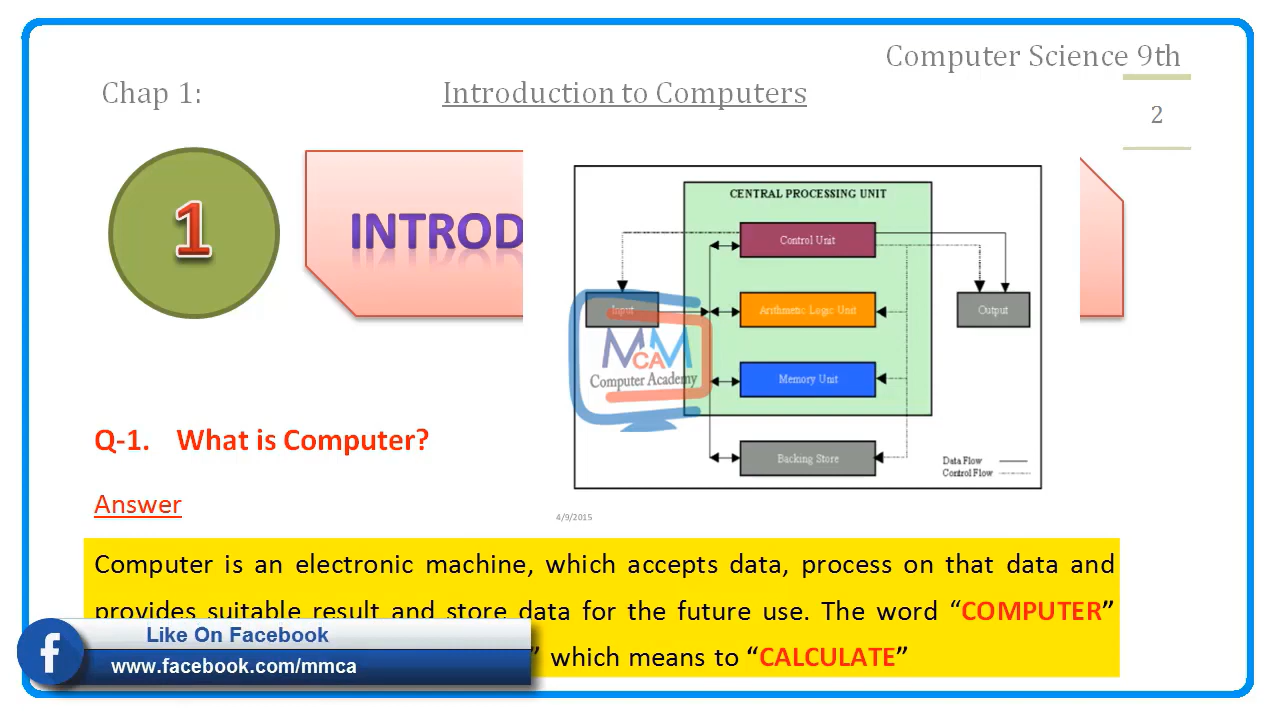 Computer Science 9th
Chap 1:
Introduction to Computers
2
1
INTROD
CENTRAL PROCESSING UNIT
Control Unit
Input
Arithmetic Logic Unit
Output
MCAM
Computer Academy
Memory Unit
Backing Store
Data Flow
Control Flow
Q-1. What is Computer?
Answer
4/9/2015
Computer is an electronic machine, which accepts data, process on that data and
provides suitable result and store data for the future use. The word “COMPUTER”
” which means to “CALCULATE”
Like On Facebook
www.facebook.com/mmca